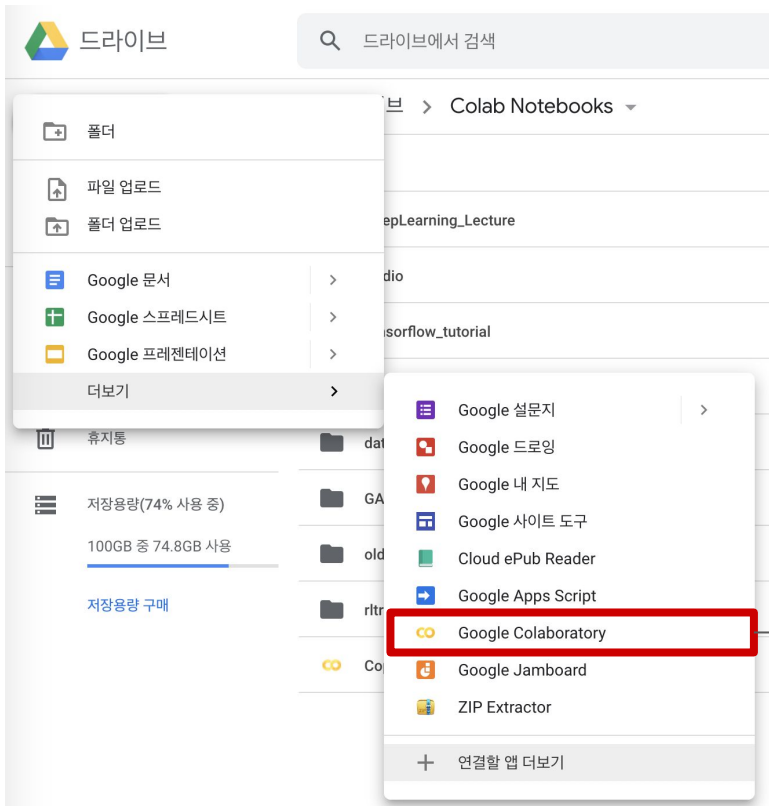 드라이브
드라이브에서 검색
브 > Colab Notebooks
폴더
파일 업로드
폴더 업로드
epLearning_Lecture
Google 문서
dio
Google 스프레드시트
nsorflow_tutorial
Google 프레젠테이션
더보기
Google 설문지
휴지통
dat
Google 드로잉
Google 내 지도
저장용량(74% 사용 중)
GA
Google 사이트 도구
100GB 중 74.8GB 사용
old
Cloud ePub Reader
Google Apps Script
저장용량 구매
rltr
Google Colaboratory
Cop
Google Jamboard
ZIP Extractor
연결할 앱 더보기